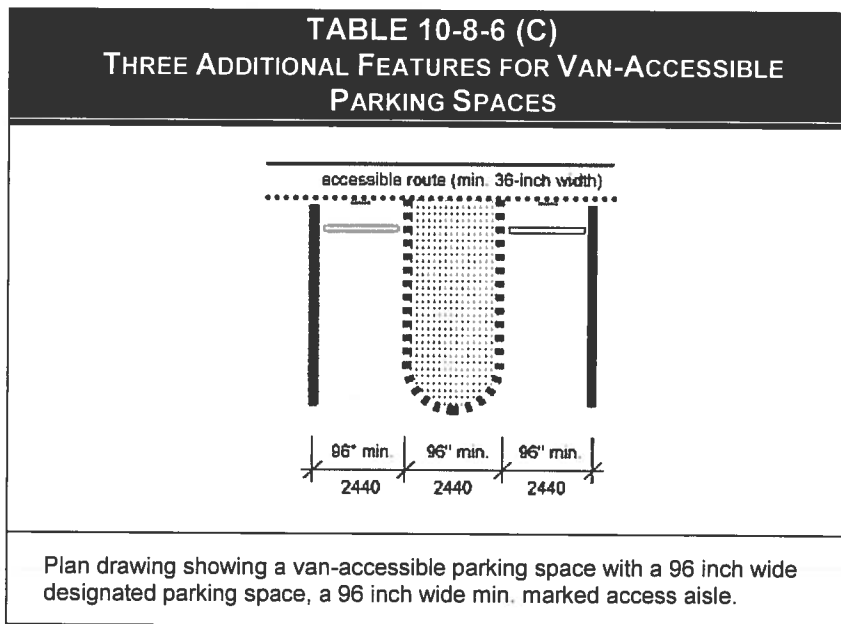 TABLE 10-8-6 (C)
THREE ADDITIONAL FEATURES FOR VAN-ACCESSIBLE
PARKING SPACES
accessible route (min. 36-inch width)
96" min. 96" min. 96" min.
2440 2440 2440
Plan drawing showing a van-accessible parking space with a 96 inch wide
designated parking space, a 96 inch wide min. marked access aisle.